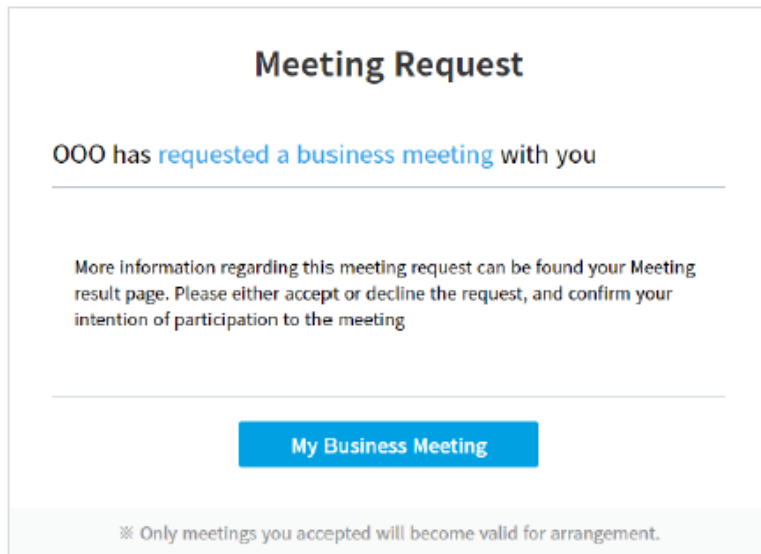 Meeting Request
OOO has requested a business meeting with you
More information regarding this meeting request can be found your Meeting
result page. Please either accept or decline the request, and confirm your
intention of participation to the meeting
My Business Meeting
※ Only meetings you accepted will become valid for arrangement.